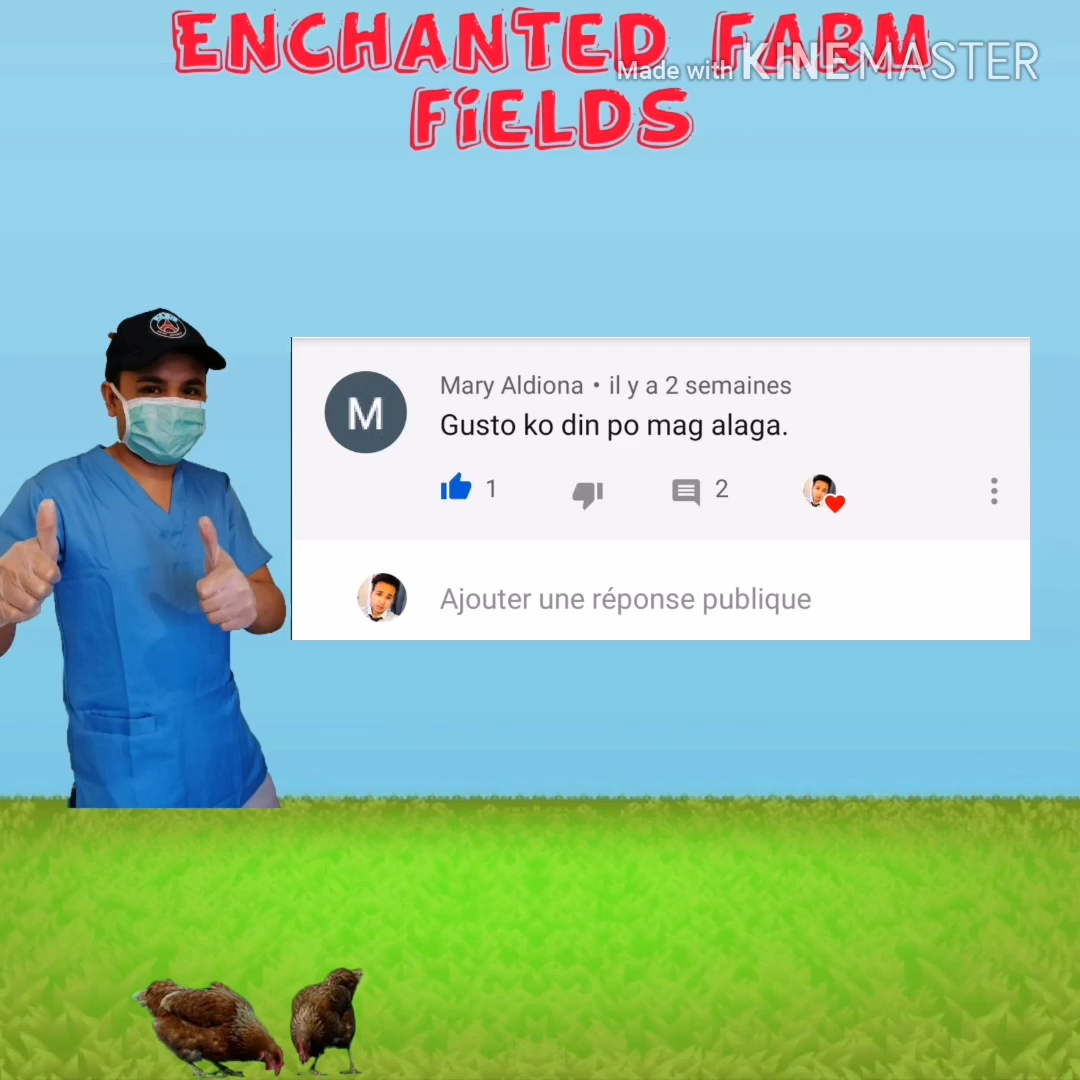 ENCHANTED FARM
FiELDS
Made with KINEMASTER
M
Mary Aldiona • il y a 2 semaines
Gusto ko din po mag alaga.
1
2
Ajouter une réponse publique